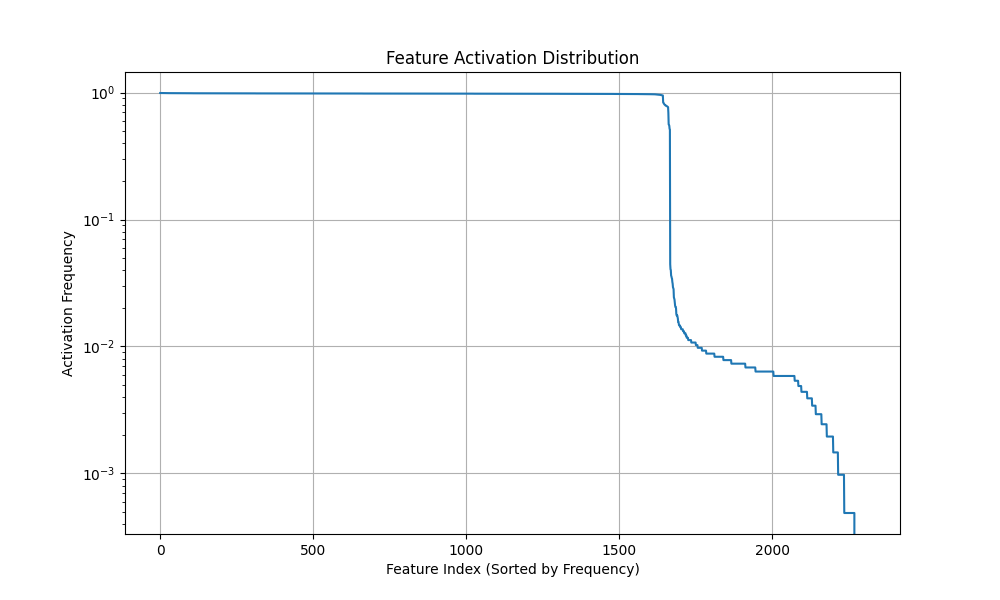 Feature Activation Distribution
Activation Frequency
10⁰
10⁻¹
10⁻²
10⁻³
0 500 1000 1500 2000
Feature Index (Sorted by Frequency)